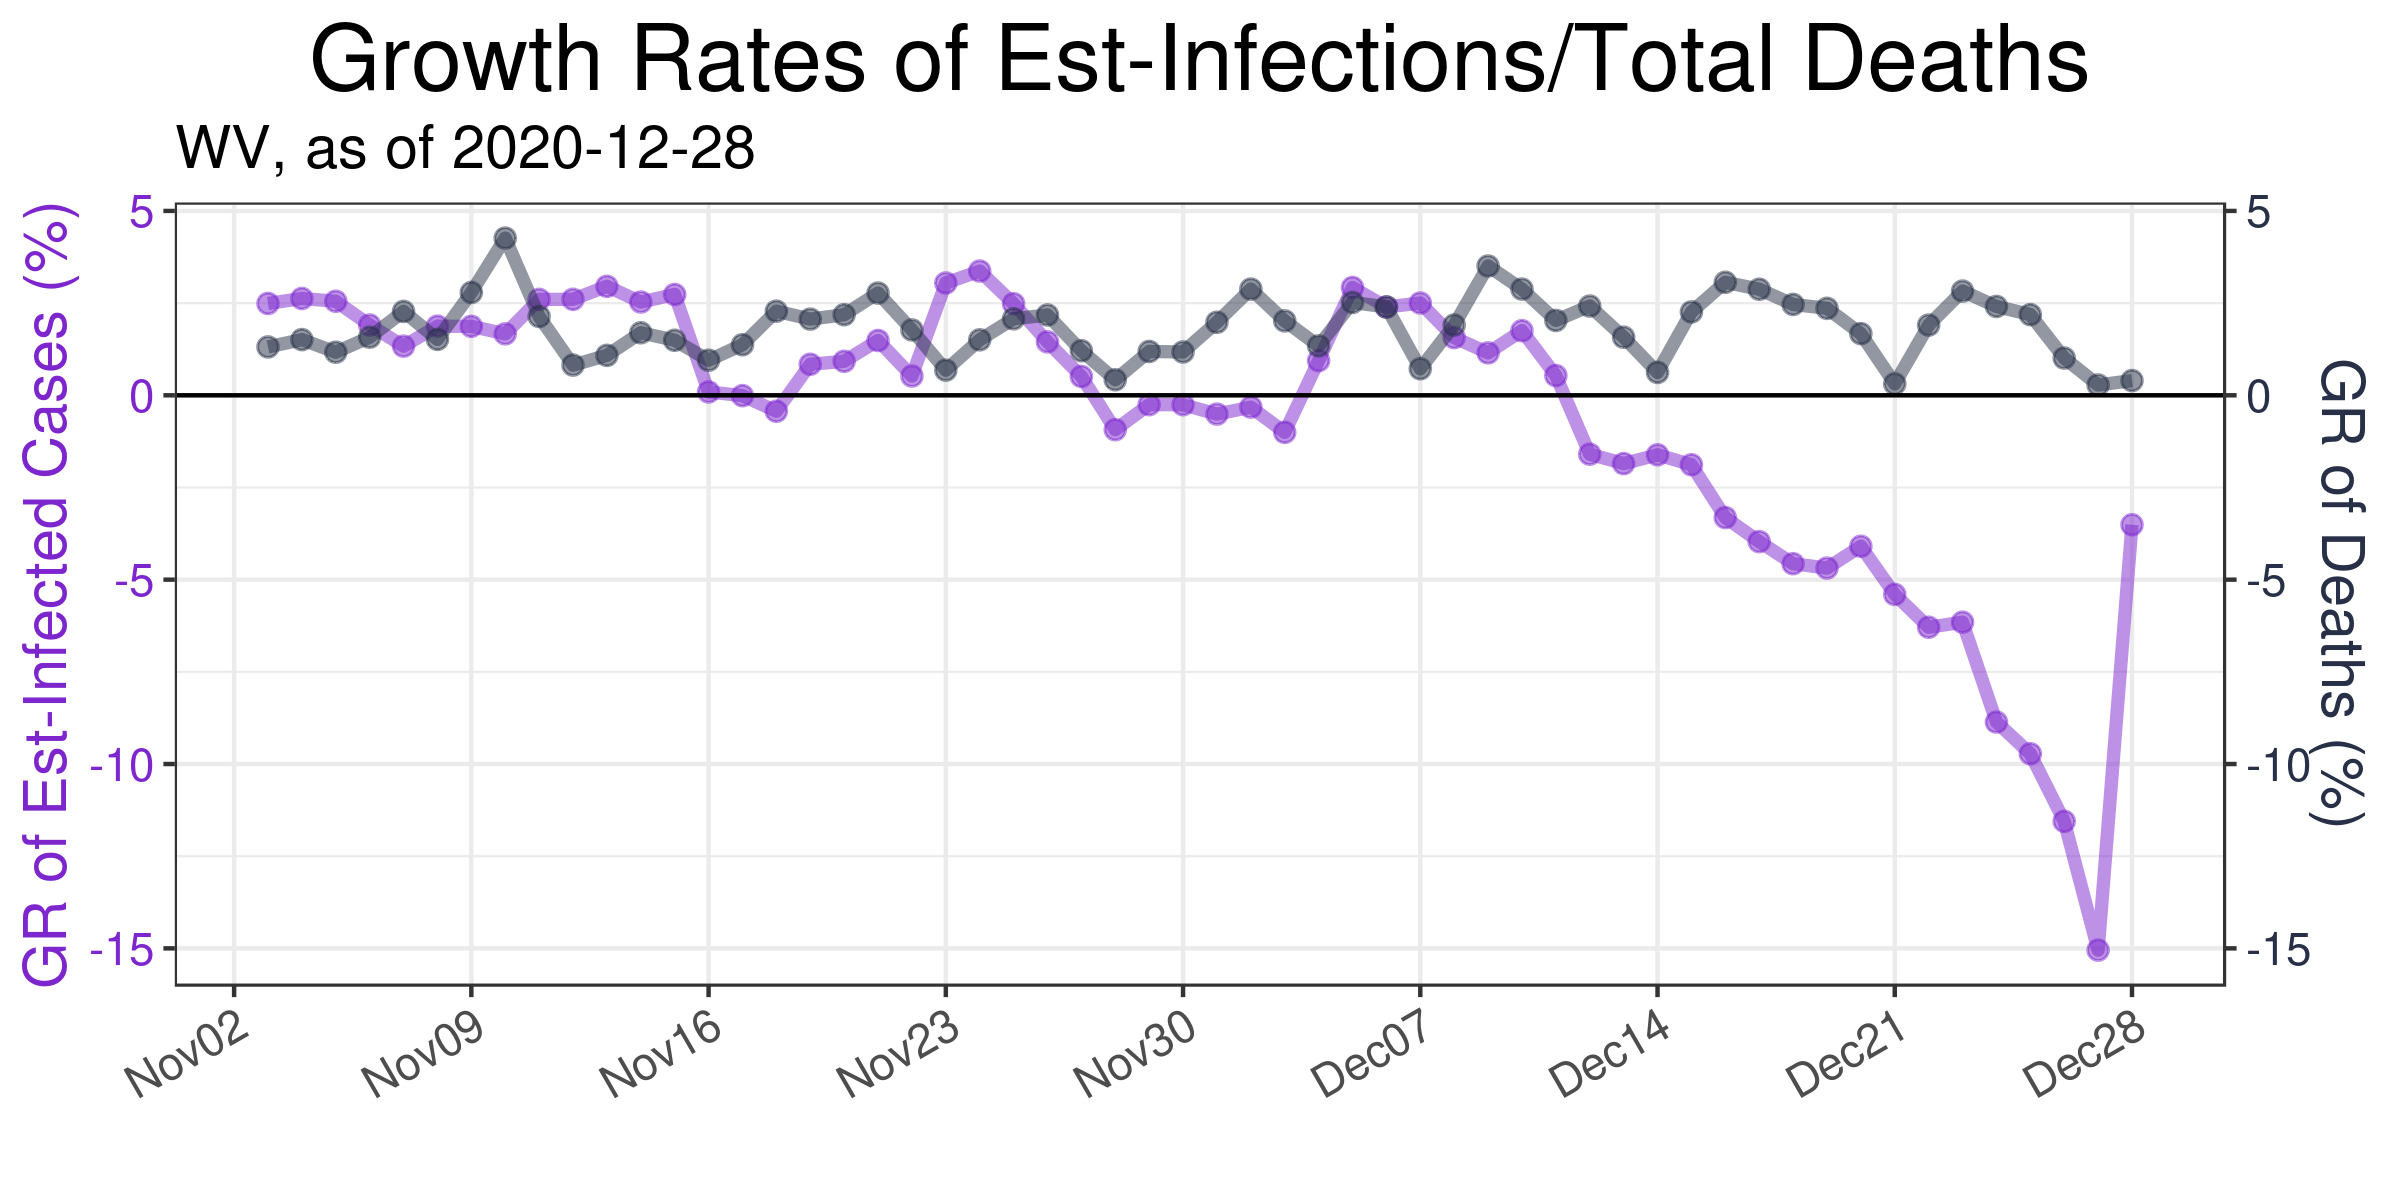 Growth Rates of Est-Infections/Total Deaths
WV, as of 2020-12-28
GR of Est-Infected Cases (%)
5
0
-5
-10
-15
5
0
-5
-10
-15
GR of Deaths (%)
Nov02
Nov09
Nov16
Nov23
Nov30
Dec07
Dec14
Dec21
Dec28